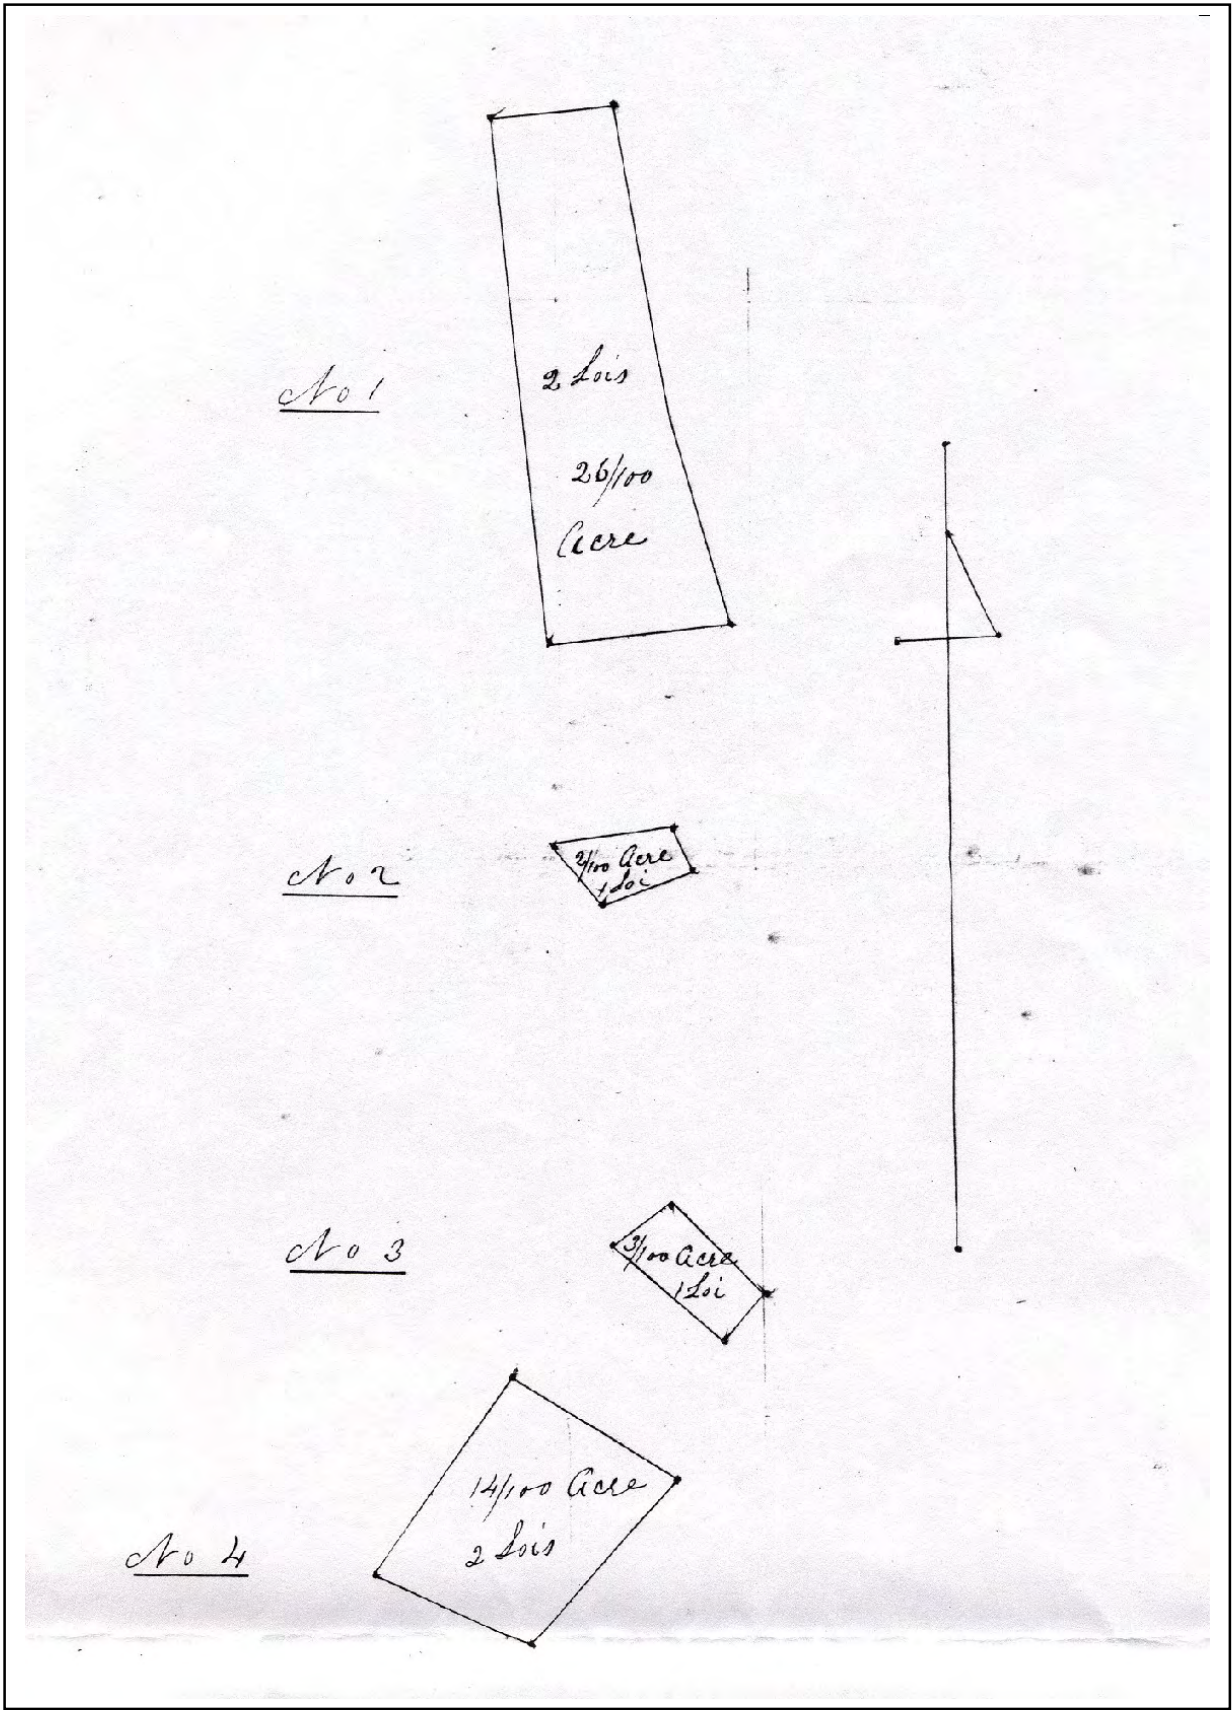 No 1
2 Lois
26/100
Acre
No 2
2/100 Acre
1 Loi
No 3
3/100 Acre
1 Loi
14/100 Acre
2 Lois
No 4